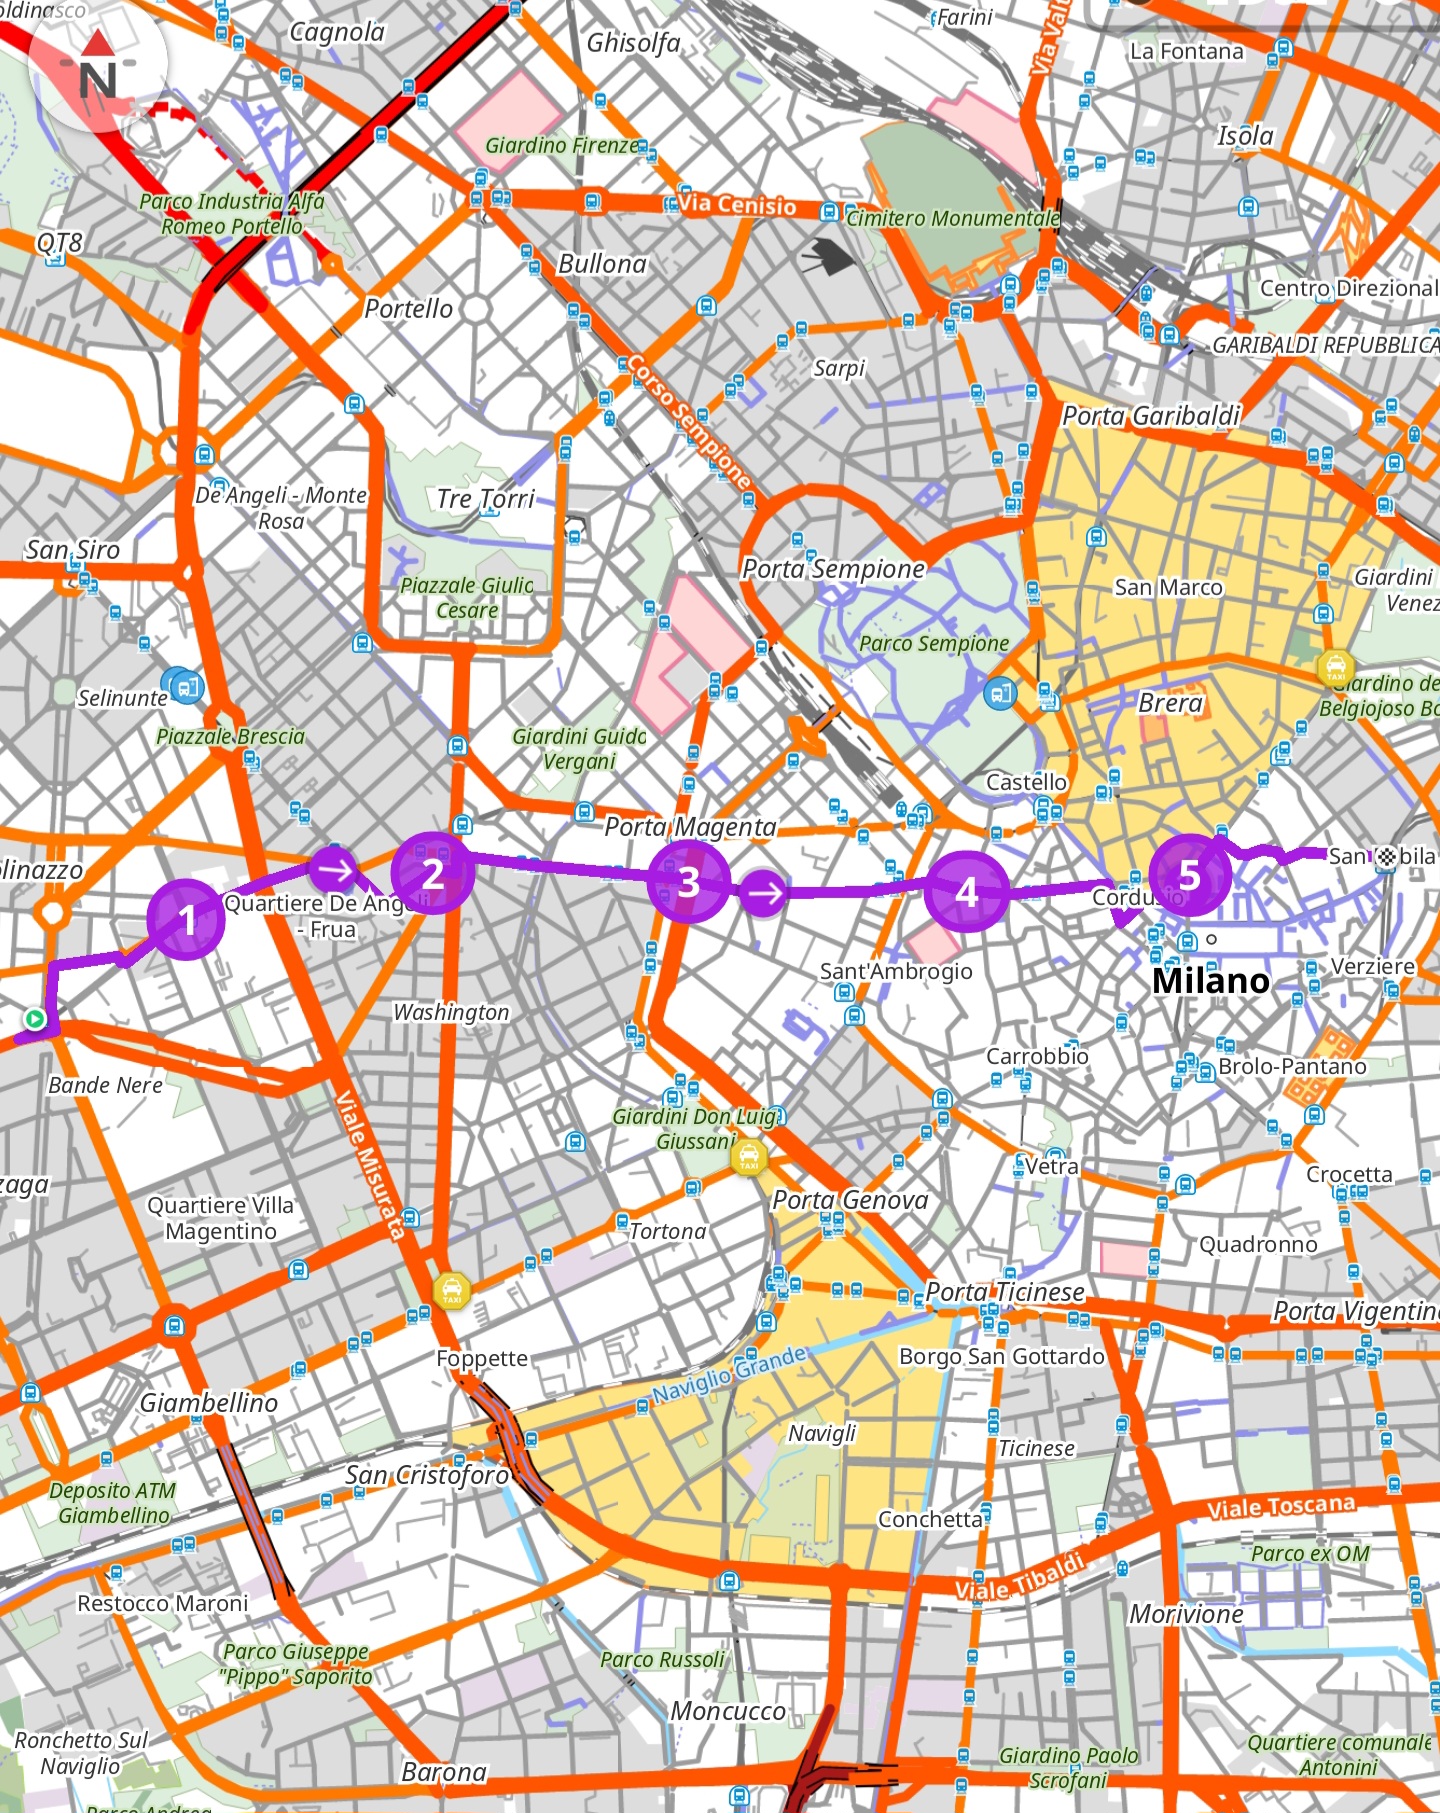 Cagnola
Ghisolfa
Farini
La Fontana
N
Giardino Firenze
Isola
Parco Industria Alfa
Romeo Portello
QT8
Via Cenisio
Cimitero Monumentale
Bullona
Portello
Centro Direzional
GARIBALDI REPUBBLICA
Sarpi
Corso Sempione
Porta Garibaldi
De Angeli - Monte
Rosa
Tre Torri
San Siro
Porta Sempione
Piazzale Giulio
Cesare
San Marco
Giardini
Venez
Parco Sempione
Selinunte
Brera
Giardino de
Belgiojoso Bo
TAXI
Piazzale Brescia
Giardini Guido
Vergani
Castello
Porta Magenta
olinazzo
1
2
3
4
5
San Babila
Quartiere De Angeli
- Frua
Cordusio
Sant'Ambrogio
Milano
Verziere
Washington
Carrobbio
Brolo-Pantano
Bande Nere
Viale Misurata
Giardini Don Luigi
Giussani
TAXI
Vetra
Crocetta
zaga
Quartiere Villa
Magentino
Porta Genova
Tortona
Quadronno
TAXI
Porta Ticinese
Porta Vigentin
Foppette
Naviglio Grande
Borgo San Gottardo
Giambellino
Navigli
Ticinese
San Cristoforo
Deposito ATM
Giambellino
Conchetta
Viale Toscana
Viale Tibaldi
Parco ex OM
Restocco Maroni
Morivione
Parco Giuseppe
"Pippo" Saporito
Parco Russoli
Moncucco
Ronchetto Sul
Naviglio
Barona
Giardino Paolo
Scrofani
Quartiere comunale
Antonini
Parco Andrea